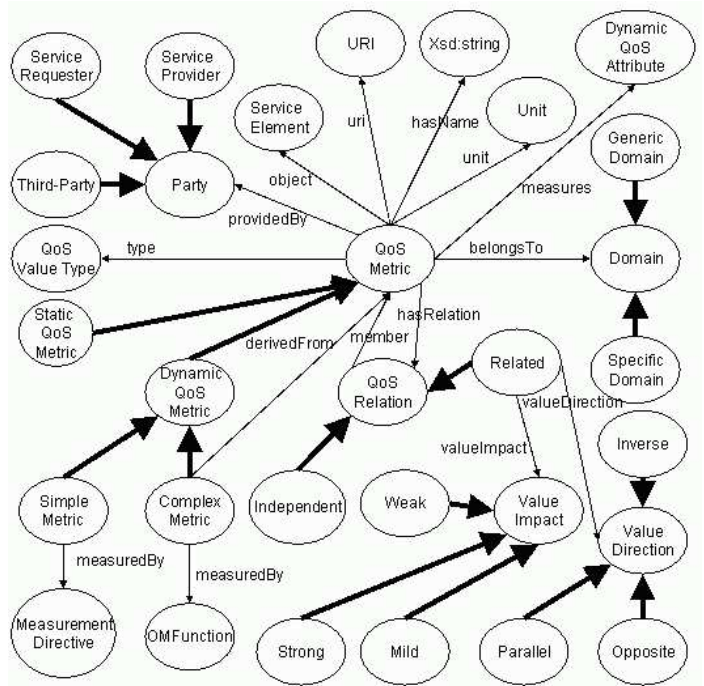 URI
Xsd:string
Dynamic
QoS
Attribute
Service
Requester
Service
Provider
Service
Element
Unit
uri
hasName
Generic
Domain
unit
object
measures
Third-Party
Party
providedBy
QoS
Value Type
type
QoS
Metric
belongsTo
Domain
Static
QoS
Metric
derivedFrom
member
hasRelation
Dynamic
QoS
Metric
QoS
Relation
Related
Specific
Domain
valueDirection
valueImpact
Inverse
Simple
Metric
Complex
Metric
Independent
Weak
Value
Impact
Value
Direction
measuredBy
measuredBy
Measurement
Directive
OMFunction
Strong
Mild
Parallel
Opposite